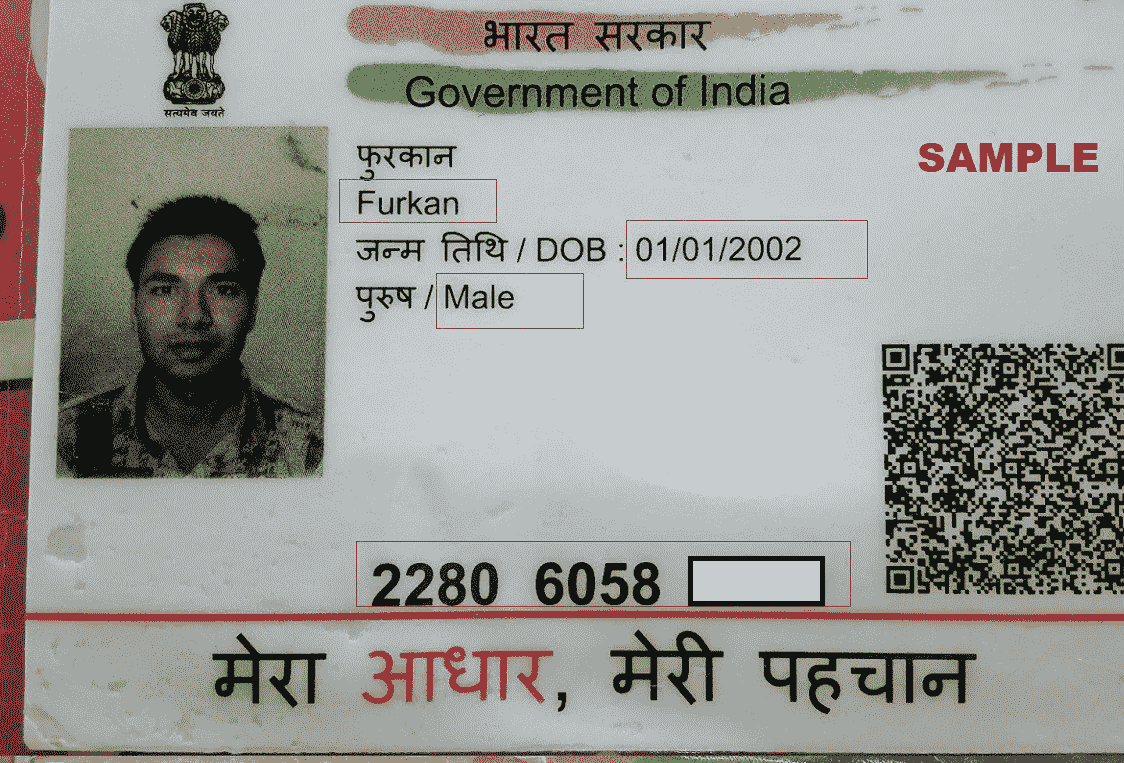 भारत सरकार
Government of India
सत्यमेव जयते
SAMPLE
फुरकान
Furkan
जन्म तिथि / DOB : 01/01/2002
पुरुष / Male
2280 6058
मेरा आधार, मेरी पहचान